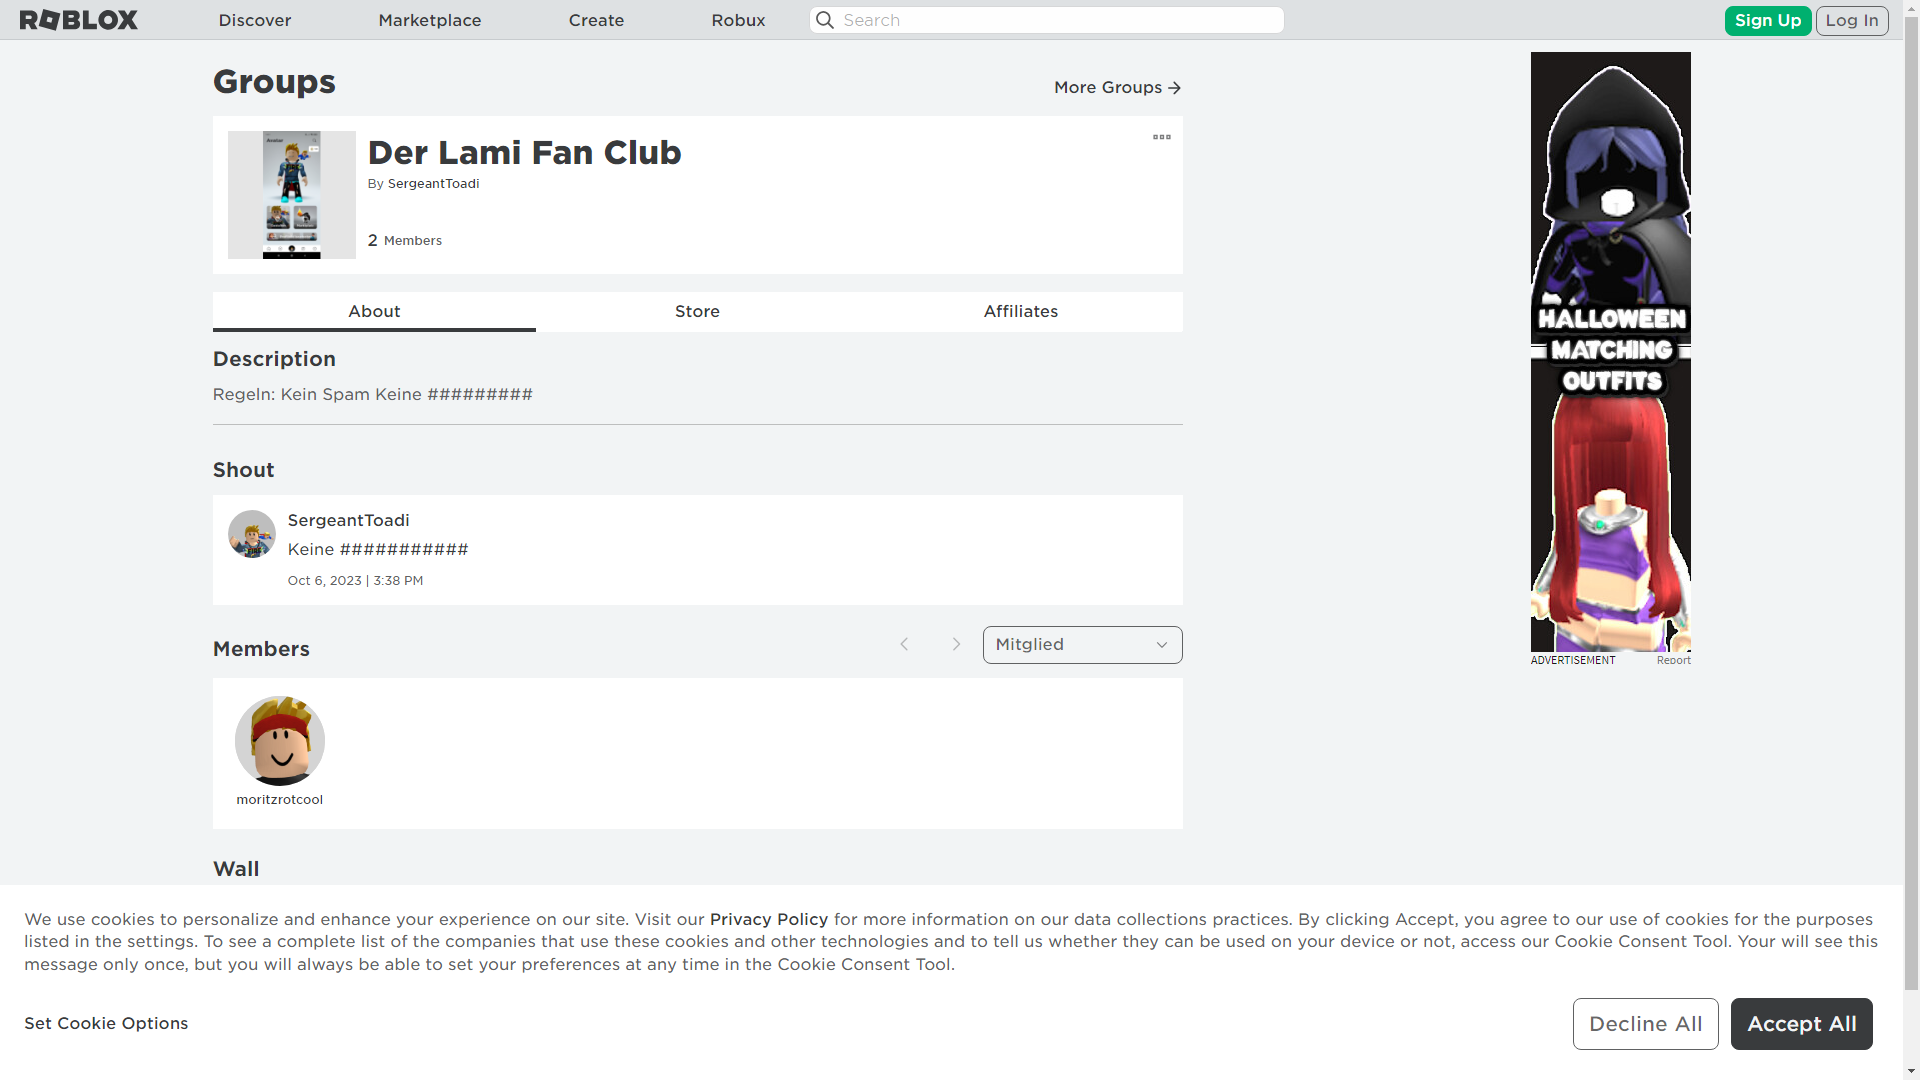 ROBLOX Discover Marketplace Create Robux Search Sign Up Log In
Groups
More Groups
Der Lami Fan Club
By SergeantToadi
2 Members
About Store Affiliates
Description
Regeln: Kein Spam Keine #########
Shout
SergeantToadi
Keine ###########
Oct 6, 2023 | 3:38 PM
Members
Mitglied
moritzrotcool
Wall
HALLOWEEN
MATCHING
OUTFITS
ADVERTISEMENT Report
We use cookies to personalize and enhance your experience on our site. Visit our Privacy Policy for more information on our data collections practices. By clicking Accept, you agree to our use of cookies for the purposes
listed in the settings. To see a complete list of the companies that use these cookies and other technologies and to tell us whether they can be used on your device or not, access our Cookie Consent Tool. Your will see this
message only once, but you will always be able to set your preferences at any time in the Cookie Consent Tool.
Set Cookie Options
Decline All
Accept All